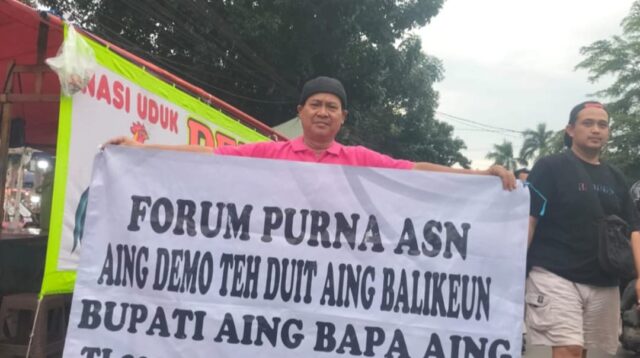 NASI UDUK
FORUM PURNA ASN
AING DEMO TEH DUIT AING BALIKEUN
BUPATI AING BAPA AING